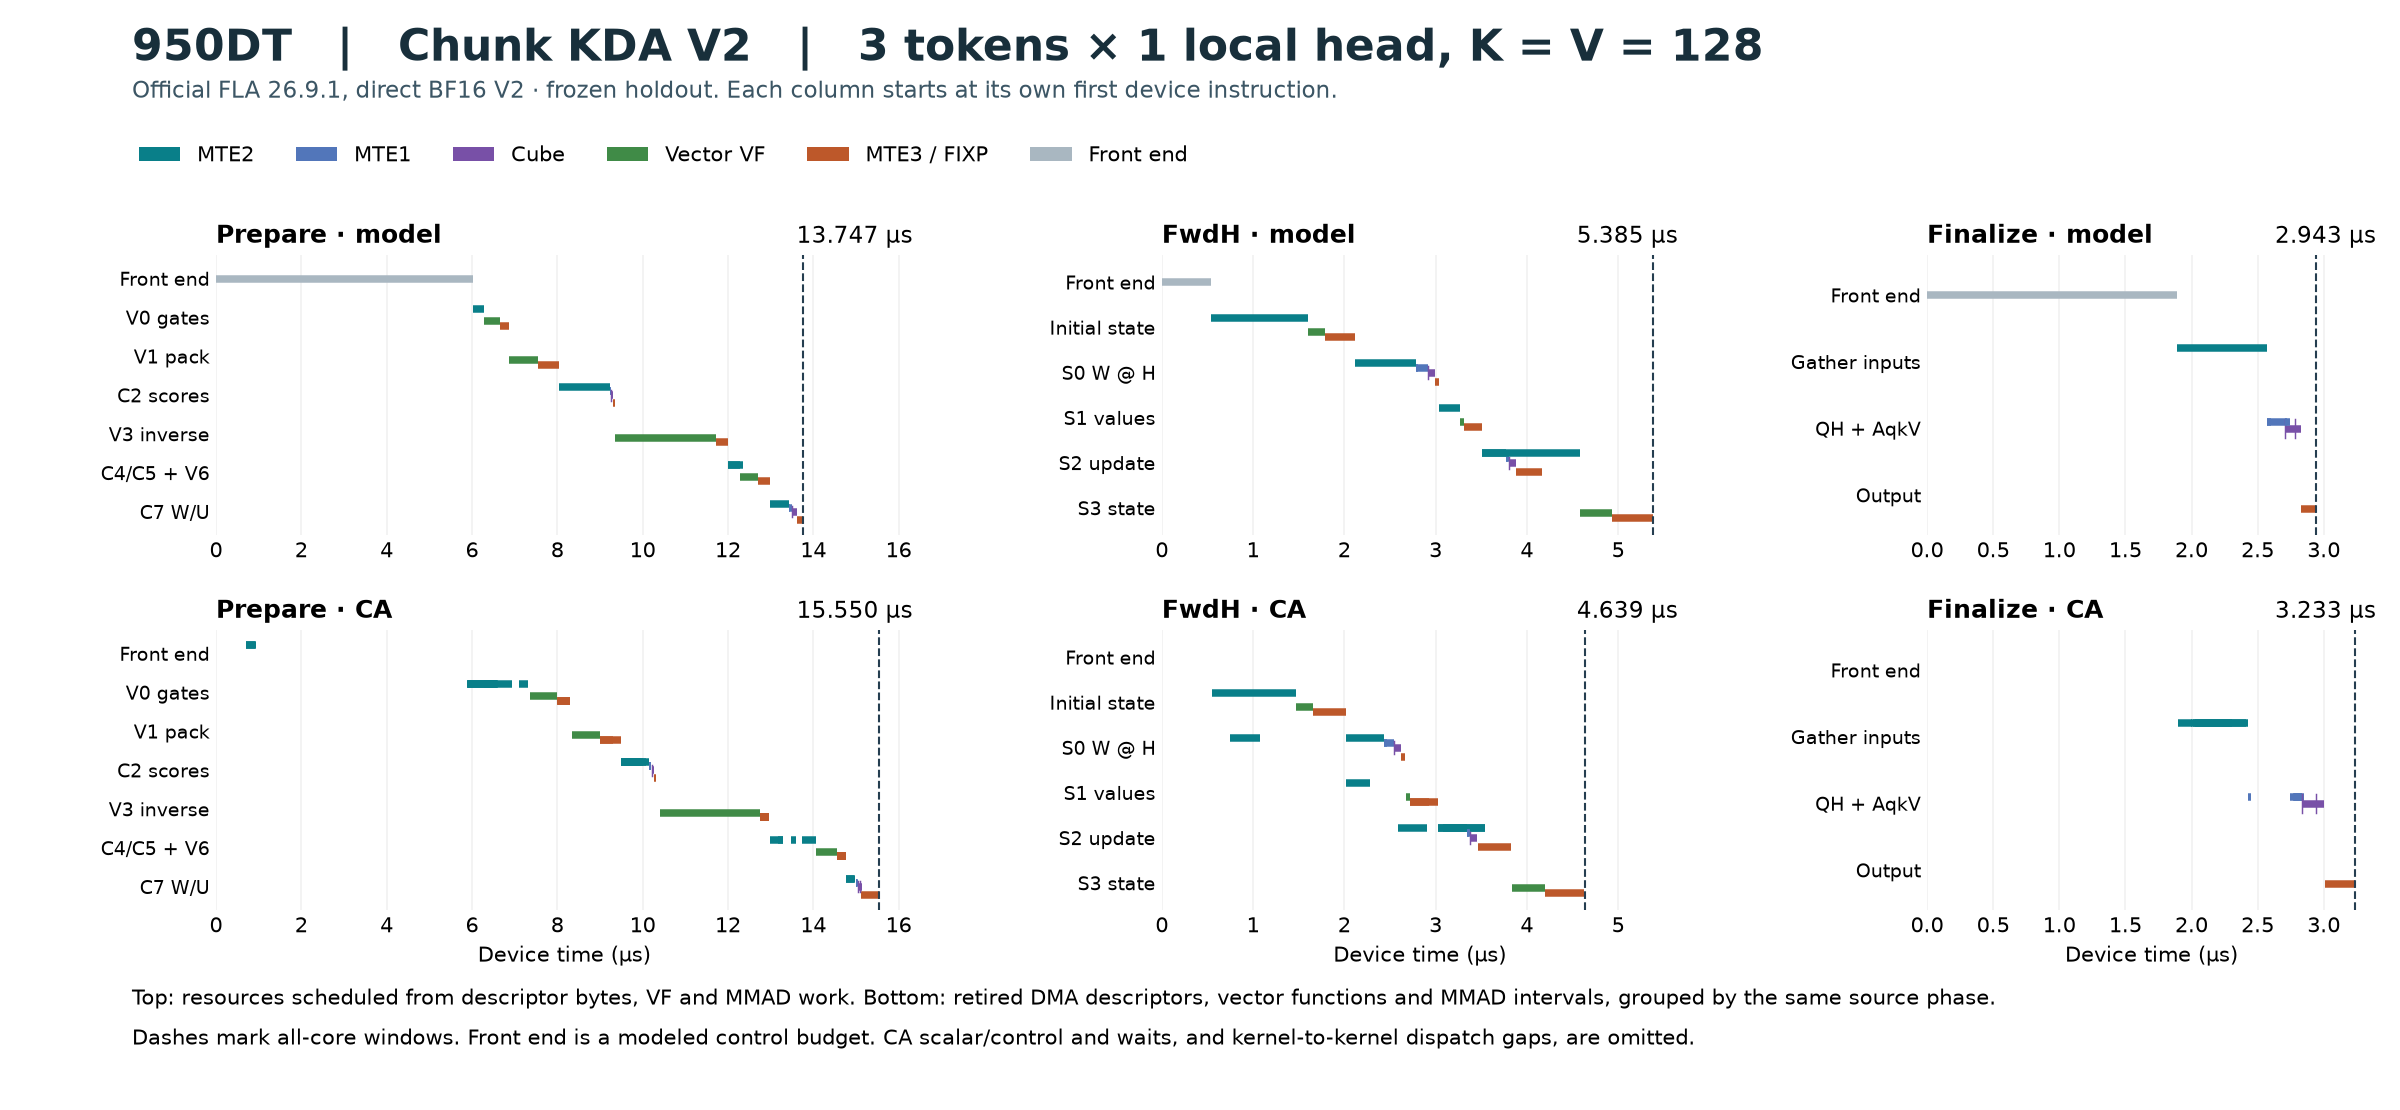 950DT | Chunk KDA V2 | 3 tokens × 1 local head, K = V = 128
Official FLA 26.9.1, direct BF16 V2 · frozen holdout. Each column starts at its own first device instruction.
MTE2 MTE1 Cube Vector VF MTE3 / FIXP Front end
Prepare · model 13.747 µs
Front end
V0 gates
V1 pack
C2 scores
V3 inverse
C4/C5 + V6
C7 W/U
0 2 4 6 8 10 12 14 16
FwdH · model 5.385 µs
Front end
Initial state
S0 W @ H
S1 values
S2 update
S3 state
0 1 2 3 4 5
Finalize · model 2.943 µs
Front end
Gather inputs
QH + AqkV
Output
0.0 0.5 1.0 1.5 2.0 2.5 3.0
Prepare · CA 15.550 µs
Front end
V0 gates
V1 pack
C2 scores
V3 inverse
C4/C5 + V6
C7 W/U
0 2 4 6 8 10 12 14 16
Device time (µs)
FwdH · CA 4.639 µs
Front end
Initial state
S0 W @ H
S1 values
S2 update
S3 state
0 1 2 3 4 5
Device time (µs)
Finalize · CA 3.233 µs
Front end
Gather inputs
QH + AqkV
Output
0.0 0.5 1.0 1.5 2.0 2.5 3.0
Device time (µs)
Top: resources scheduled from descriptor bytes, VF and MMAD work. Bottom: retired DMA descriptors, vector functions and MMAD intervals, grouped by the same source phase.
Dashes mark all-core windows. Front end is a modeled control budget. CA scalar/control and waits, and kernel-to-kernel dispatch gaps, are omitted.